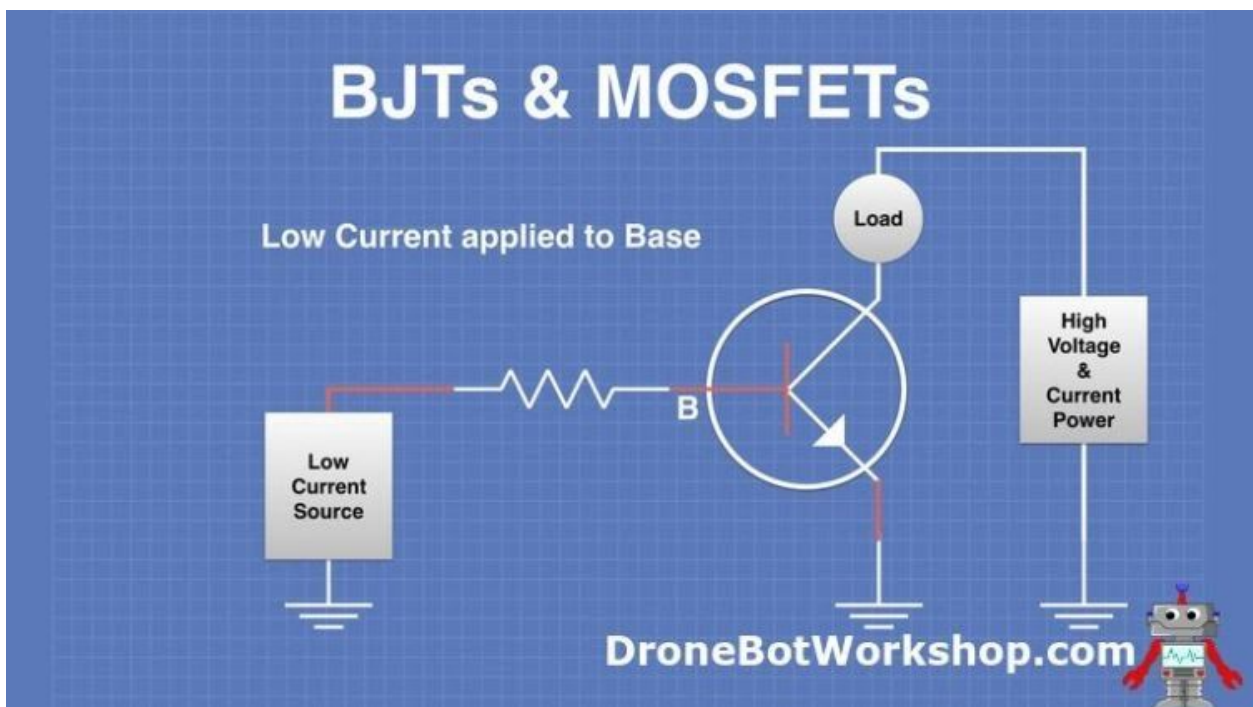 BJTs & MOSFETs
Low Current applied to Base
Load
High
Voltage
&
Current
Power
B
Low
Current
Source
DroneBotWorkshop.com